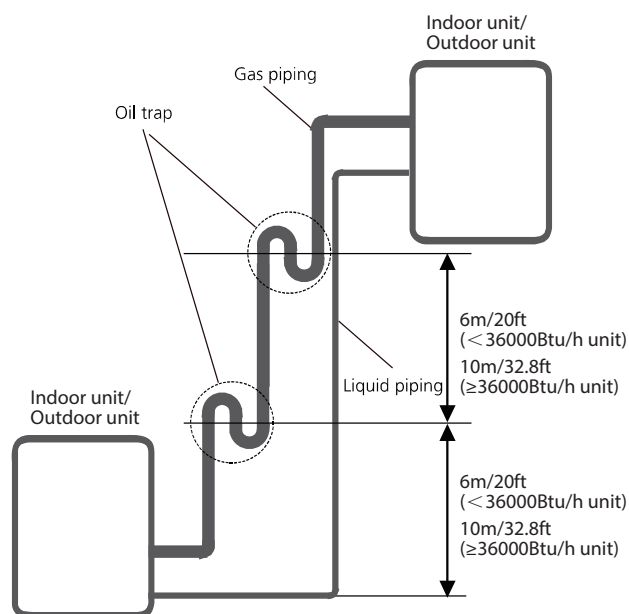 Indoor unit/
Outdoor unit
Gas piping
Oil trap
6m/20ft
(<36000Btu/h unit)
10m/32.8ft
(≥36000Btu/h unit)
Liquid piping
Indoor unit/
Outdoor unit
6m/20ft
(<36000Btu/h unit)
10m/32.8ft
(≥36000Btu/h unit)